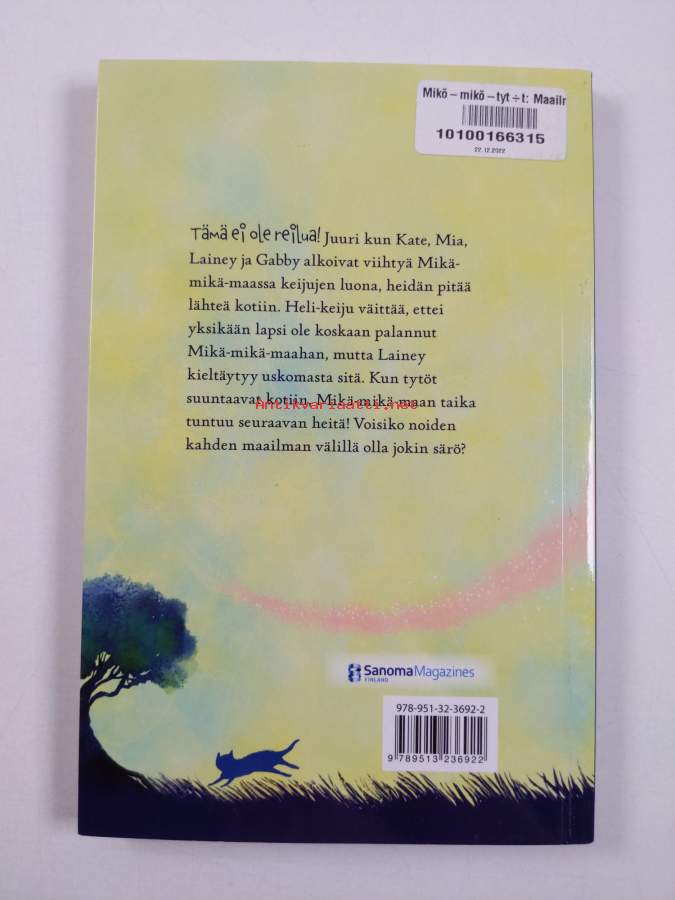 Mikö – mikö – tyt ÷ t: Maailr
10100166315
22.12.2022
Tämä ei ole reilua! Juuri kun Kate, Mia,
Lainey ja Gabby alkoivat viihtyä Mikä-
mikä-maassa keijujen luona, heidän pitää
lähteä kotiin. Heli-keiju väittää, ettei
yksikään lapsi ole koskaan palannut
Mikä-mikä-maahan, mutta Lainey
kieltäytyy uskomasta sitä. Kun tytöt
suuntaavat kotiin, Mikä-mikä-maan taika
Antikvariaatti.net
tuntuu seuraavan heitä! Voisiko noiden
kahden maailman välillä olla jokin särö?
SanomaMagazines
FINLAND
978-951-32-3692-2
9 789513 236922